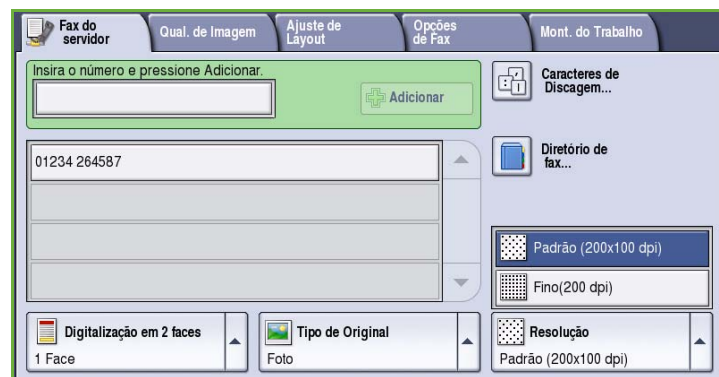 Fax do
servidor
Qual. de Imagem
Ajuste de
Layout
Opções
de Fax
Mont. do Trabalho
Insira o número e pressione Adicionar.
Adicionar
Caracteres de
Discagem...
01234 264587
Diretório de
fax...
Padrão (200x100 dpi)
Fino(200 dpi)
Digitalização em 2 faces
1 Face
Tipo de Original
Foto
Resolução
Padrão (200x100 dpi)